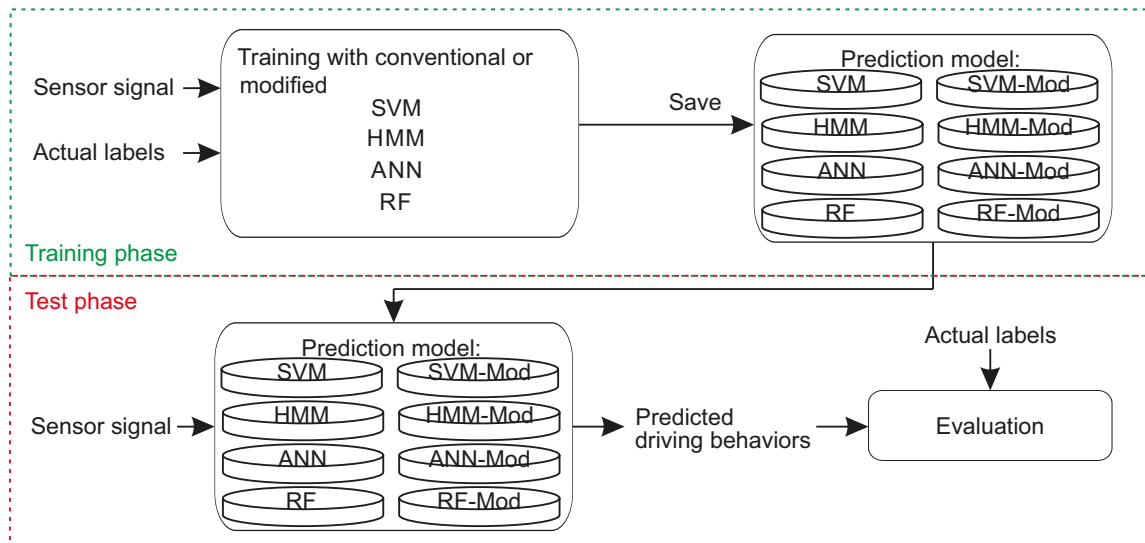 Sensor signal
Actual labels
Training with conventional or
modified
SVM
HMM
ANN
RF
Save
Prediction model:
SVM
SVM-Mod
HMM
HMM-Mod
ANN
ANN-Mod
RF
RF-Mod
Training phase
Test phase
Sensor signal
Prediction model:
SVM
SVM-Mod
HMM
HMM-Mod
ANN
ANN-Mod
RF
RF-Mod
Predicted
driving behaviors
Actual labels
Evaluation